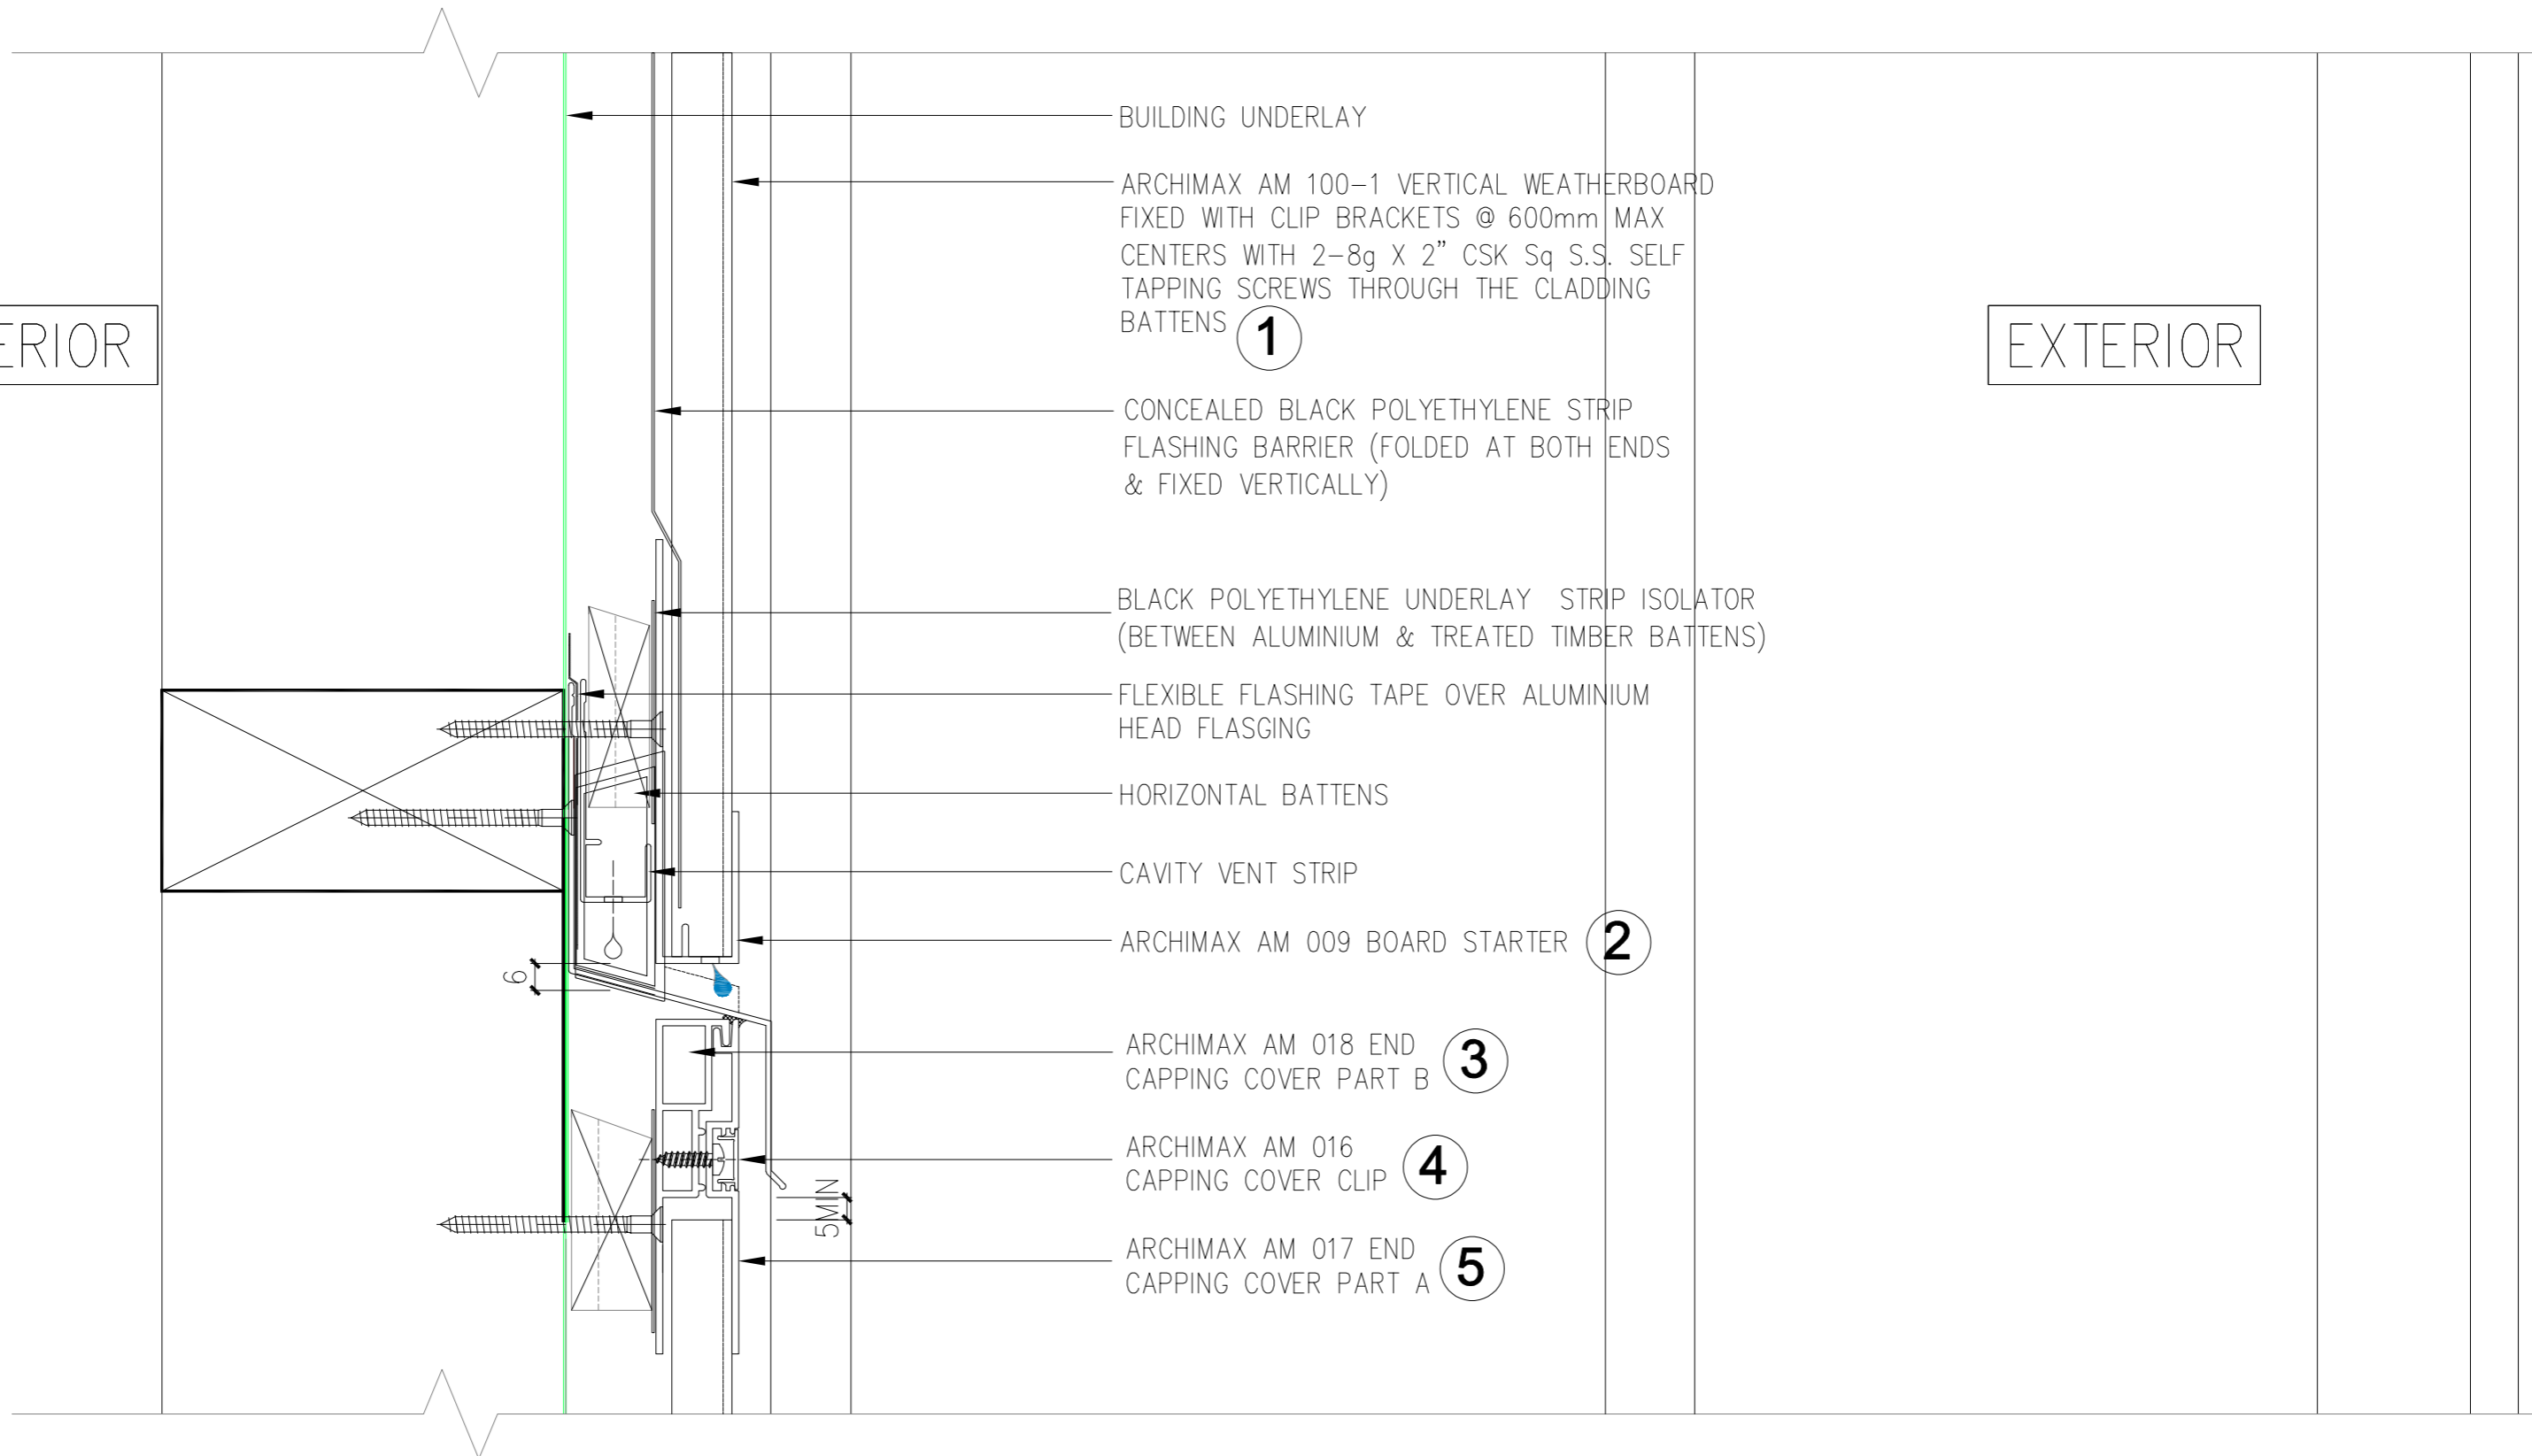 BUILDING UNDERLAY
ARCHIMAX AM 100-1 VERTICAL WEATHERBOARD
FIXED WITH CLIP BRACKETS @ 600mm MAX
CENTERS WITH 2-8g X 2" CSK Sq S.S. SELF
TAPPING SCREWS THROUGH THE CLADDING
BATTENS 1
ERIOR
EXTERIOR
CONCEALED BLACK POLYETHYLENE STRIP
FLASHING BARRIER (FOLDED AT BOTH ENDS
& FIXED VERTICALLY)
BLACK POLYETHYLENE UNDERLAY STRIP ISOLATOR
(BETWEEN ALUMINIUM & TREATED TIMBER BATTENS)
FLEXIBLE FLASHING TAPE OVER ALUMINIUM
HEAD FLASGING
HORIZONTAL BATTENS
CAVITY VENT STRIP
ARCHIMAX AM 009 BOARD STARTER 2
6
ARCHIMAX AM 018 END
CAPPING COVER PART B 3
ARCHIMAX AM 016
CAPPING COVER CLIP 4
5MIN
ARCHIMAX AM 017 END
CAPPING COVER PART A 5